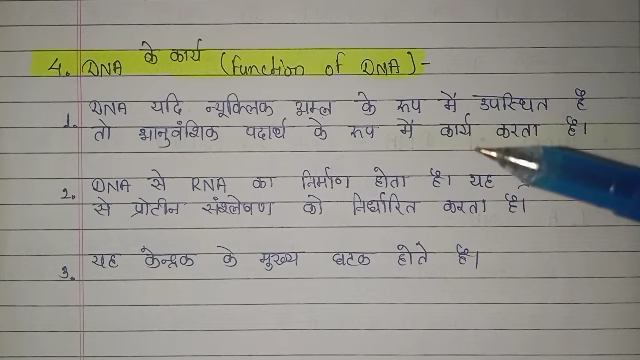 4. DNA के कार्य (function of DNA) -
1. DNA यदि न्यूक्लिक अम्ल के रूप में उपस्थित है
तो आनुवंशिक पदार्थ के रूप में कार्य करता है।
2. DNA से RNA का निर्माण होता है। यह
से प्रोटीन संश्लेषण को निर्धारित करता है।
3. यह केन्द्रक के मुख्य घटक होते है।